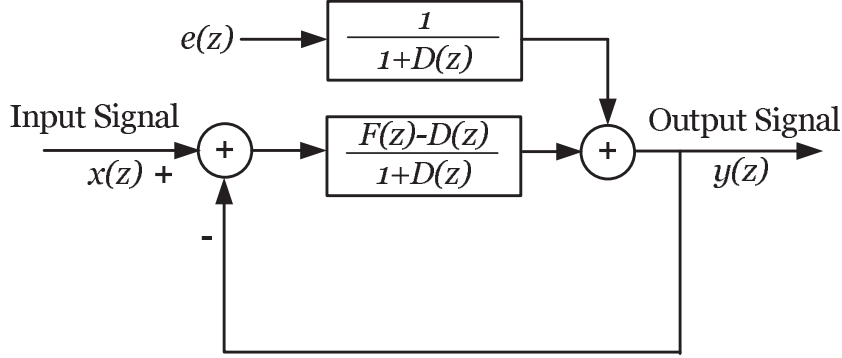 e(z)
1
1+D(z)
Input Signal
x(z) +
+
F(z)-D(z)
1+D(z)
+
Output Signal
y(z)
-